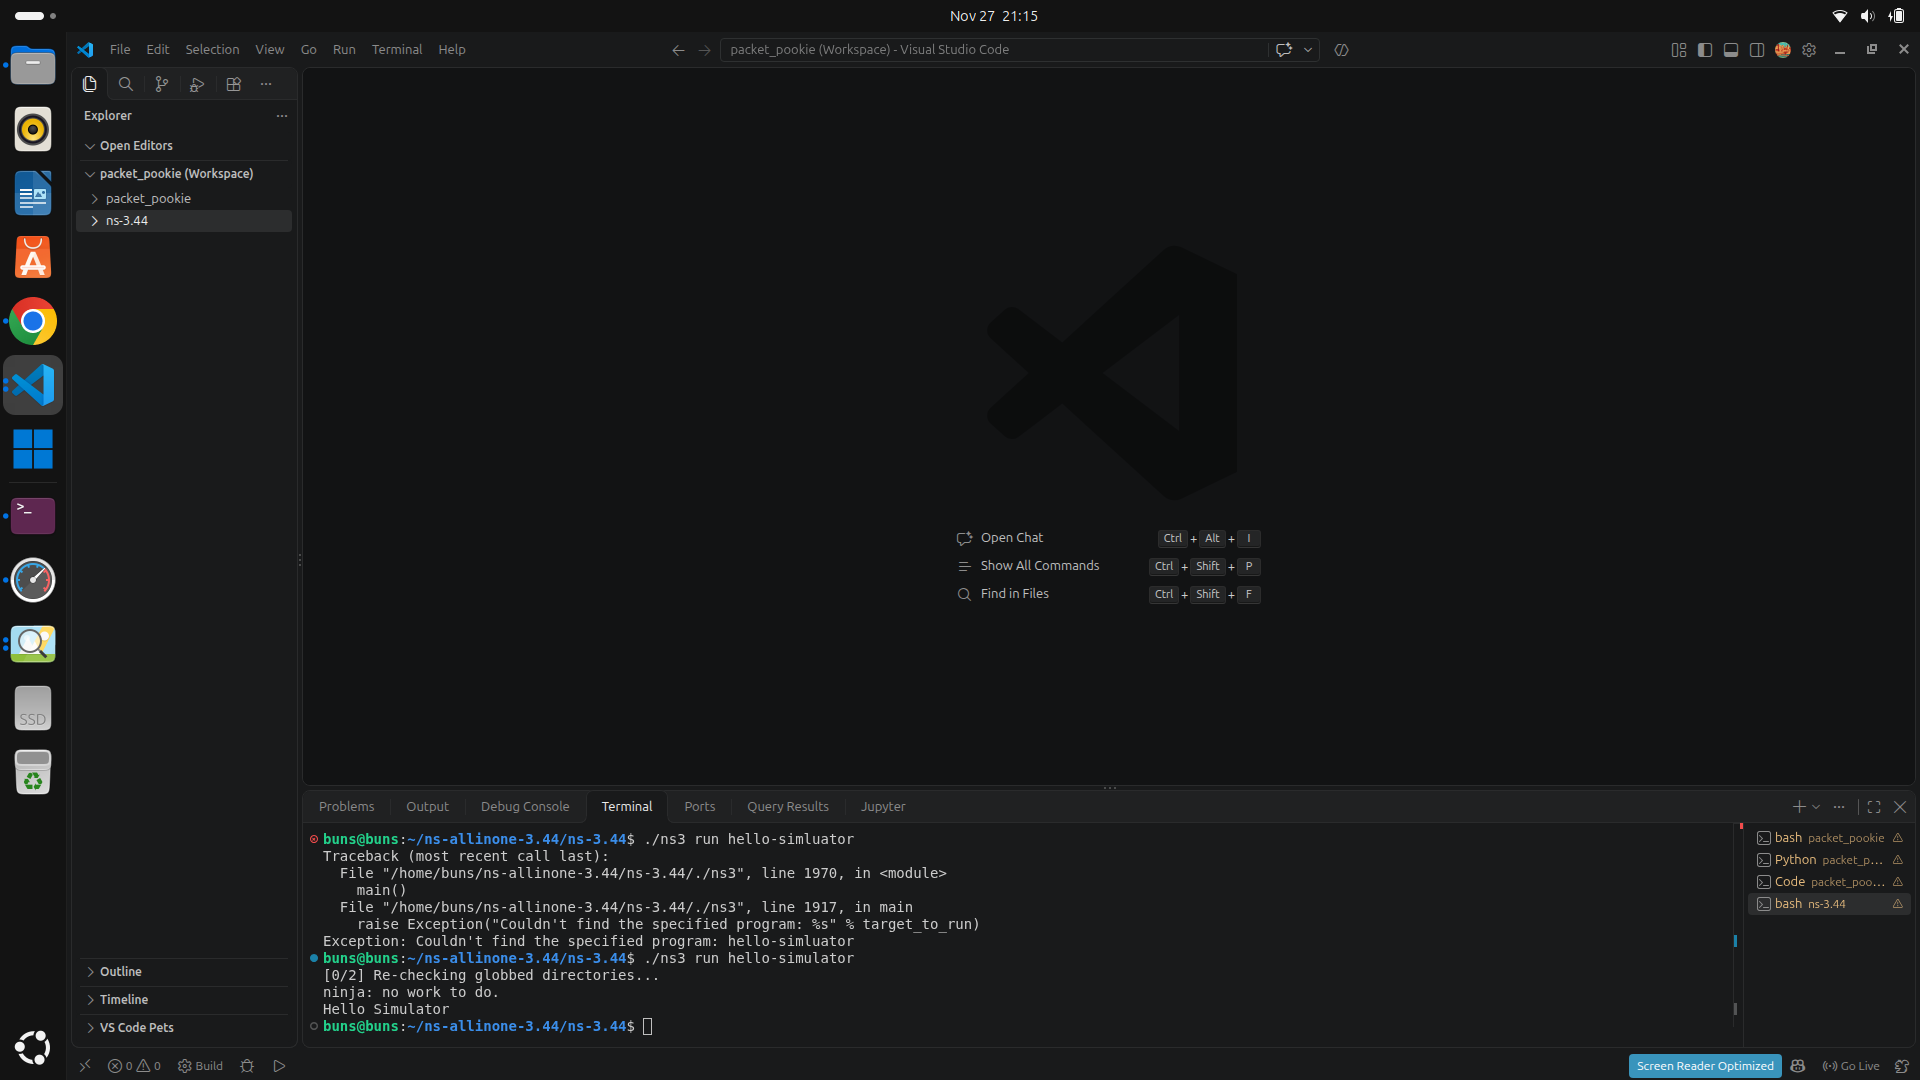 Nov 27 21:15
File Edit Selection View Go Run Terminal Help
packet_pookie (Workspace) - Visual Studio Code
Explorer
Open Editors
packet_pookie (Workspace)
packet_pookie
ns-3.44
Outline
Timeline
VS Code Pets
SSD
Open Chat Ctrl + Alt + I
Show All Commands Ctrl + Shift + P
Find in Files Ctrl + Shift + F
Problems Output Debug Console Terminal Ports Query Results Jupyter
buns@buns:~/ns-allinone-3.44/ns-3.44$ ./ns3 run hello-simluator
Traceback (most recent call last):
File "/home/buns/ns-allinone-3.44/ns-3.44/./ns3", line 1970, in <module>
main()
File "/home/buns/ns-allinone-3.44/ns-3.44/./ns3", line 1917, in main
raise Exception("Couldn't find the specified program: %s" % target_to_run)
Exception: Couldn't find the specified program: hello-simluator
buns@buns:~/ns-allinone-3.44/ns-3.44$ ./ns3 run hello-simulator
[0/2] Re-checking globbed directories...
ninja: no work to do.
Hello Simulator
buns@buns:~/ns-allinone-3.44/ns-3.44$
bash packet_pookie
Python packet_p...
Code packet_poo...
bash ns-3.44
0 0 Build
Screen Reader Optimized
Go Live